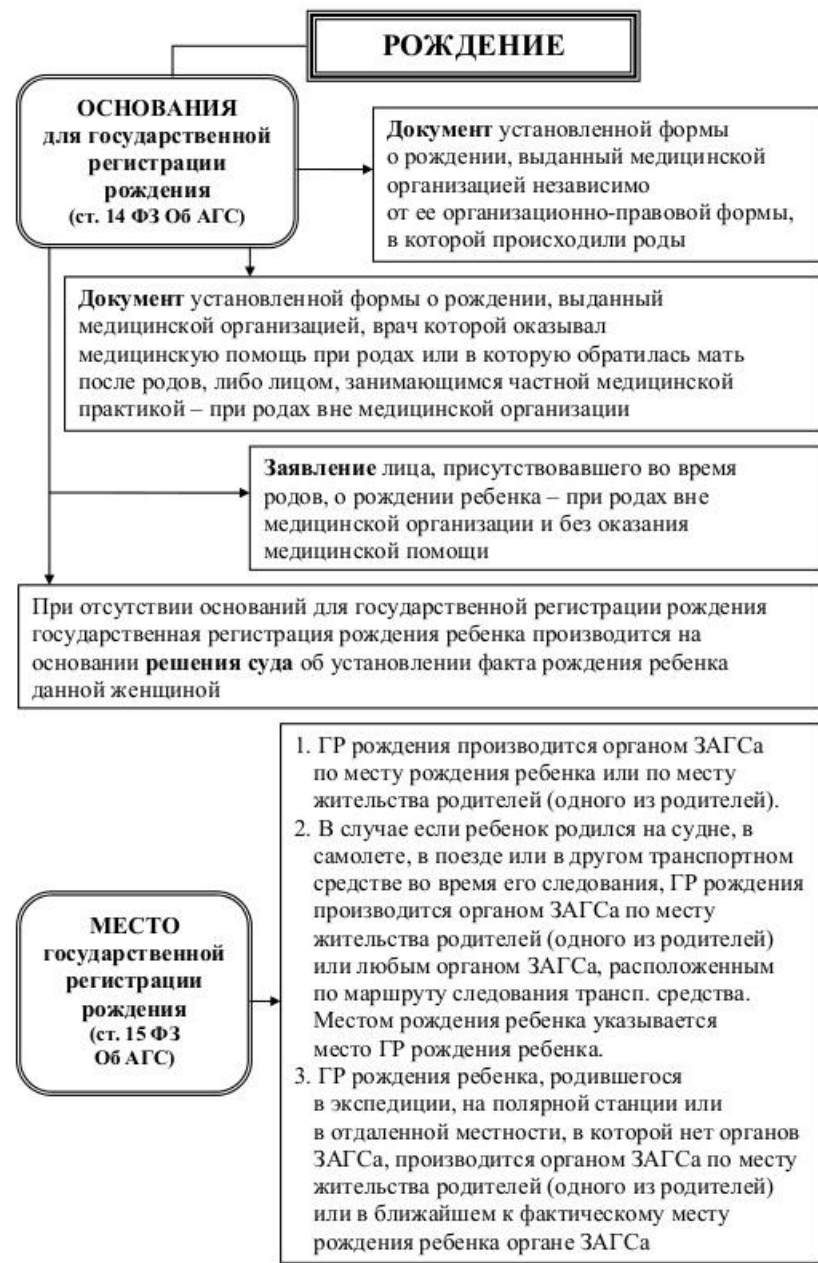 РОЖДЕНИЕ
ОСНОВАНИЯ
для государственной
регистрации
рождения
(ст. 14 ФЗ Об АГС)
Документ установленной формы
о рождении, выданный медицинской
организацией независимо
от ее организационно-правовой формы,
в которой происходили роды
Документ установленной формы о рождении, выданный
медицинской организацией, врач которой оказывал
медицинскую помощь при родах или в которую обратилась мать
после родов, либо лицом, занимающимся частной медицинской
практикой – при родах вне медицинской организации
Заявление лица, присутствовавшего во время
родов, о рождении ребенка – при родах вне
медицинской организации и без оказания
медицинской помощи
При отсутствии оснований для государственной регистрации рождения
государственная регистрация рождения ребенка производится на
основании решения суда об установлении факта рождения ребенка
данной женщиной
МЕСТО
государственной
регистрации
рождения
(ст. 15 ФЗ
Об АГС)
1. ГР рождения производится органом ЗАГСа
по месту рождения ребенка или по месту
жительства родителей (одного из родителей).
2. В случае если ребенок родился на судне, в
самолете, в поезде или в другом транспортном
средстве во время его следования, ГР рождения
производится органом ЗАГСа по месту
жительства родителей (одного из родителей)
или любым органом ЗАГСа, расположенным
по маршруту следования трансп. средства.
Местом рождения ребенка указывается
место ГР рождения ребенка.
3. ГР рождения ребенка, родившегося
в экспедиции, на полярной станции или
в отдаленной местности, в которой нет органов
ЗАГСа, производится органом ЗАГСа по месту
жительства родителей (одного из родителей)
или в ближайшем к фактическому месту
рождения ребенка органе ЗАГСа